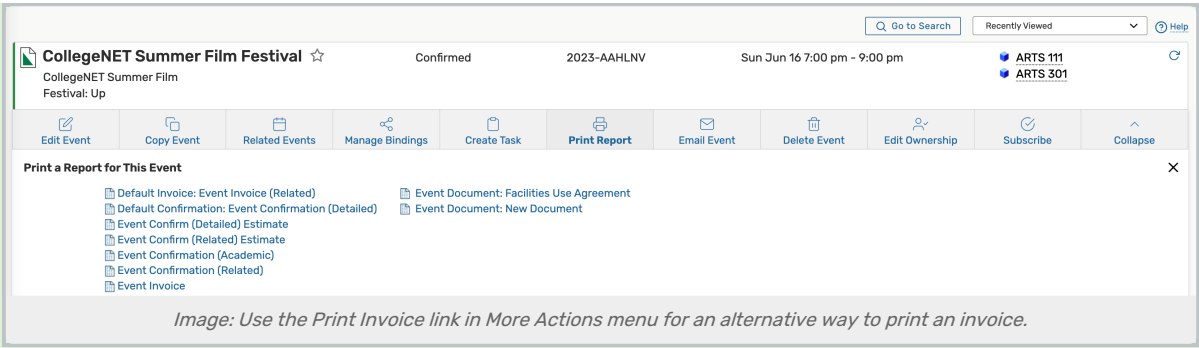 Go to Search
Recently Viewed
? Help
CollegeNET Summer Film Festival
Confirmed
2023-AAHLNV
Sun Jun 16 7:00 pm - 9:00 pm
ARTS 111
ARTS 301
CollegeNET Summer Film
Festival: Up
Edit Event
Copy Event
Related Events
Manage Bindings
Create Task
Print Report
Email Event
Delete Event
Edit Ownership
Subscribe
Collapse
Print a Report for This Event
Default Invoice: Event Invoice (Related)
Default Confirmation: Event Confirmation (Detailed)
Event Confirm (Detailed) Estimate
Event Confirm (Related) Estimate
Event Confirmation (Academic)
Event Confirmation (Related)
Event Invoice
Event Document: Facilities Use Agreement
Event Document: New Document
Image: Use the Print Invoice link in More Actions menu for an alternative way to print an invoice.